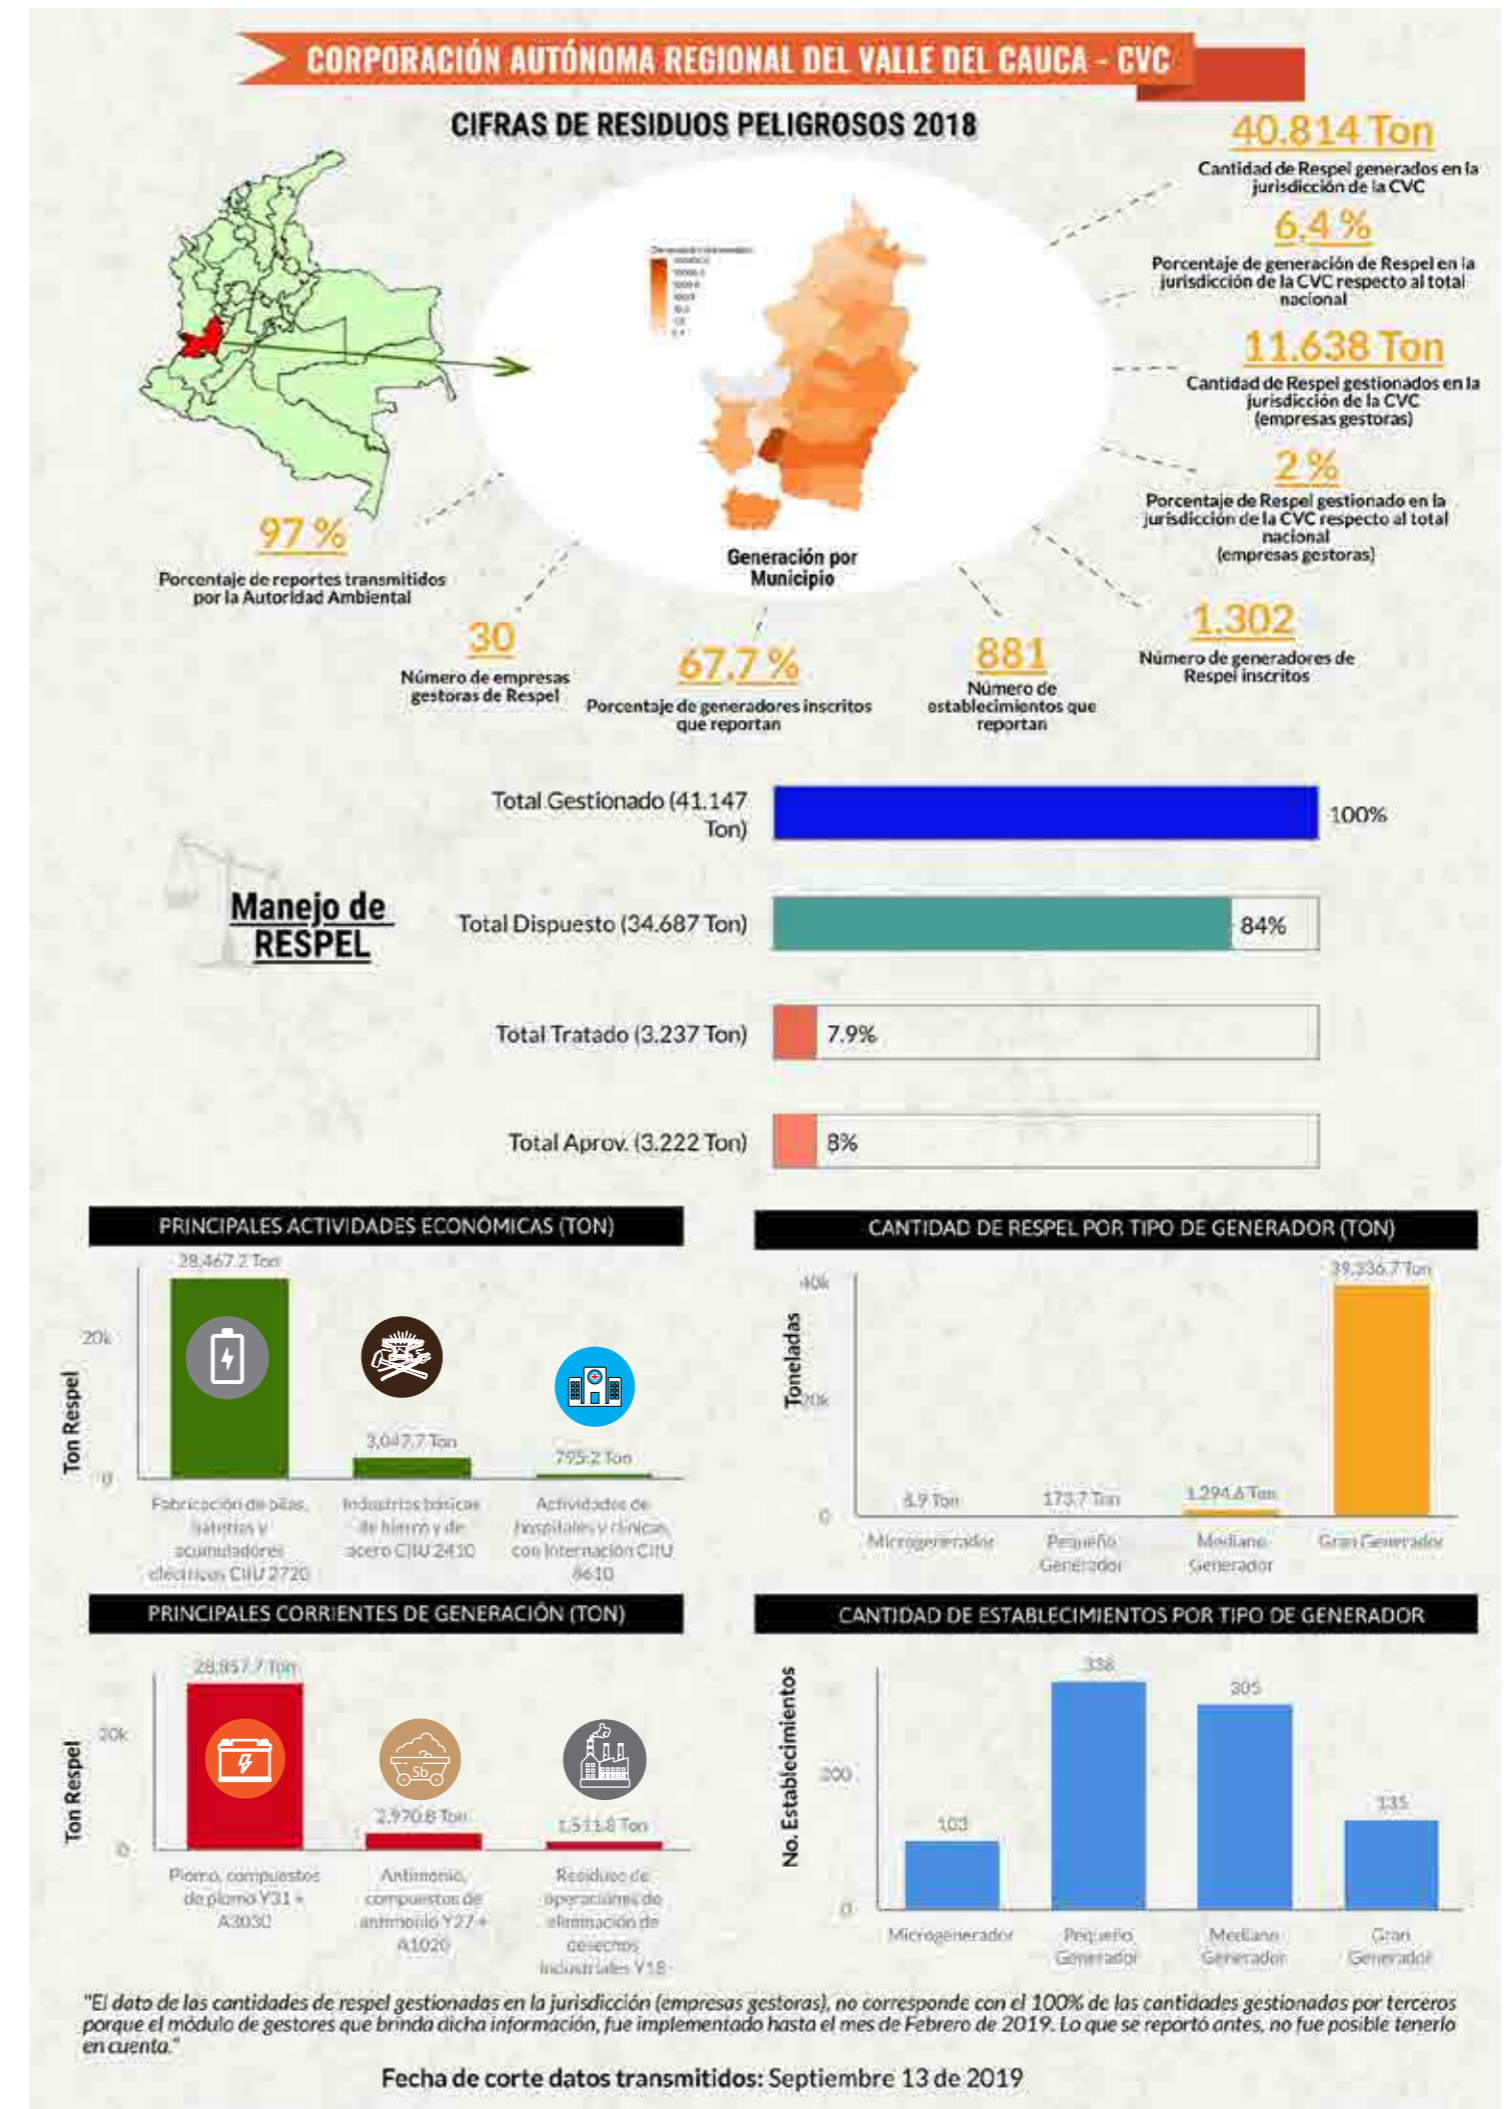 CORPORACIÓN AUTÓNOMA REGIONAL DEL VALLE DEL CAUCA - CVC
CIFRAS DE RESIDUOS PELIGROSOS 2018
40.814 Ton
Cantidad de Respel generados en la
jurisdicción de la CVC
6.4 %
Porcentaje de generación de Respel en la
jurisdicción de la CVC respecto al total
nacional
11.638 Ton
Cantidad de Respel gestionados en la
jurisdicción de la CVC
(empresas gestoras)
2 %
Porcentaje de Respel gestionado en la
jurisdicción de la CVC respecto al total
nacional
(empresas gestoras)
Generación por
Municipio
97 %
Porcentaje de reportes transmitidos
por la Autoridad Ambiental
30
Número de empresas
gestoras de Respel
67.7 %
Porcentaje de generadores inscritos
que reportan
881
Número de
establecimientos que
reportan
1.302
Número de generadores de
Respel inscritos
Manejo de
RESPEL
Total Gestionado (41.147
Ton)
100%
Total Dispuesto (34.687 Ton)
84%
Total Tratado (3.237 Ton)
7.9%
Total Aprov. (3.222 Ton)
8%
PRINCIPALES ACTIVIDADES ECONÓMICAS (TON)
Ton Respel
20k
0
28,467.2 Ton
3,047.7 Ton
795.2 Ton
Fabricación de pilas,
baterías y
acumuladores
eléctricos CIIU 2720
Industrias básicas
de hierro y de
acero CIIU 2410
Actividades de
hospitales y clínicas,
con internación CIIU
8610
CANTIDAD DE RESPEL POR TIPO DE GENERADOR (TON)
Toneladas
40k
20k
0
Ton
173.7 Ton
1,294.6 Ton
39,336.7 Ton
Microgenerador
Pequeño
Generador
Mediano
Generador
Gran Generador
PRINCIPALES CORRIENTES DE GENERACIÓN (TON)
Ton Respel
20k
0
28,857.7 Ton
Sb
2,970.8 Ton
1,511.8 Ton
Plomo, compuestos
de plomo Y31 +
A3030
Antimonio,
compuestos de
antimonio Y27 +
A1020
Residuos de
operaciones de
eliminación de
desechos
industriales Y18
CANTIDAD DE ESTABLECIMIENTOS POR TIPO DE GENERADOR
No. Establecimientos
200
0
103
338
305
135
Microgenerador
Pequeño
Generador
Mediano
Generador
Gran
Generador
"El dato de las cantidades de respel gestionadas en la jurisdicción (empresas gestoras), no corresponde con el 100% de las cantidades gestionadas por terceros
porque el módulo de gestores que brinda dicha información, fue implementado hasta el mes de Febrero de 2019. Lo que se reportó antes, no fue posible tenerlo
en cuenta."
Fecha de corte datos transmitidos: Septiembre 13 de 2019